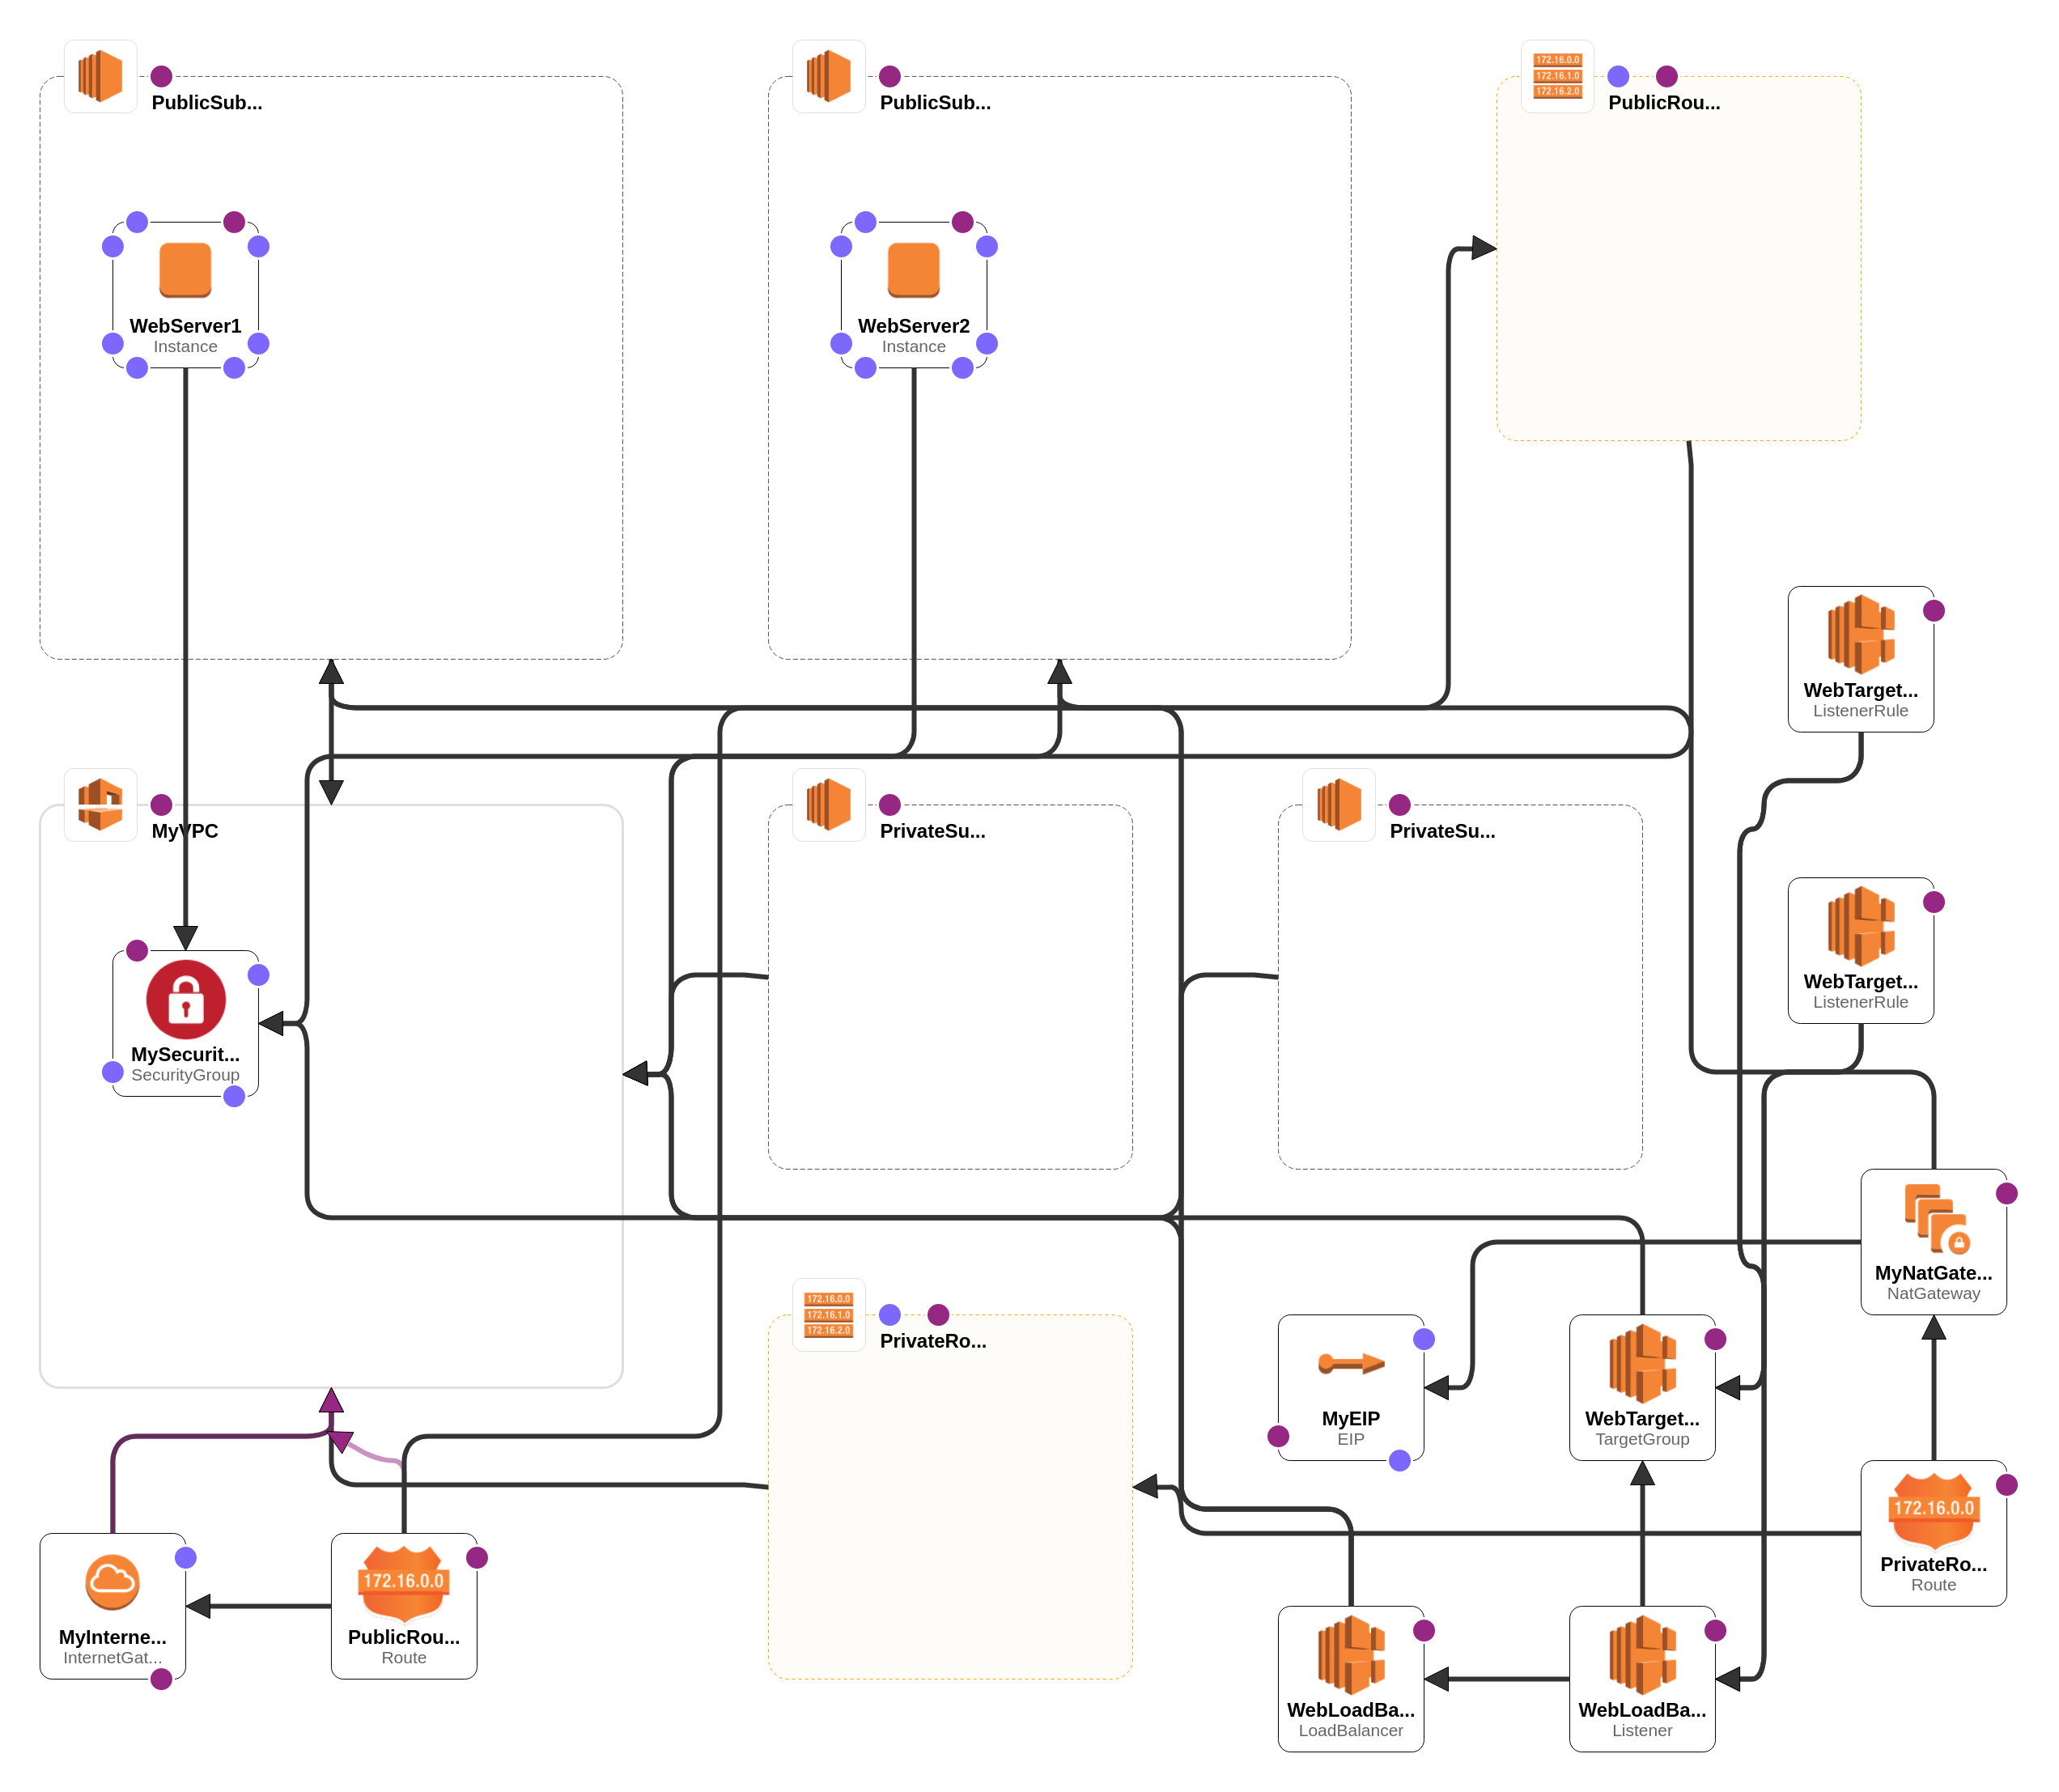 172.16.0.0
172.16.1.0
172.16.2.0
PublicSub...
PublicSub...
PublicRou...
WebServer1
Instance
WebServer2
Instance
WebTarget...
ListenerRule
MyVPC
PrivateSu...
PrivateSu...
WebTarget...
ListenerRule
MySecurit...
SecurityGroup
MyNatGate...
NatGateway
172.16.0.0
172.16.1.0
172.16.2.0
PrivateRo...
MyEIP
EIP
WebTarget...
TargetGroup
172.16.0.0
PrivateRo...
Route
MyInterne...
InternetGat...
172.16.0.0
PublicRou...
Route
WebLoadBa...
LoadBalancer
WebLoadBa...
Listener